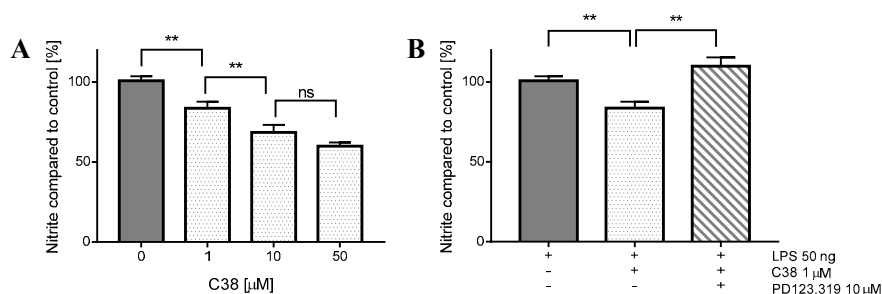 A
Nitrite compared to control [%]
100
50
0
**
**
ns
0 1 10 50
C38 [µM]
B
Nitrite compared to control [%]
100
50
0
**
**
+ + + LPS 50 ng
- + + C38 1 µM
- - + PD123.319 10 µM